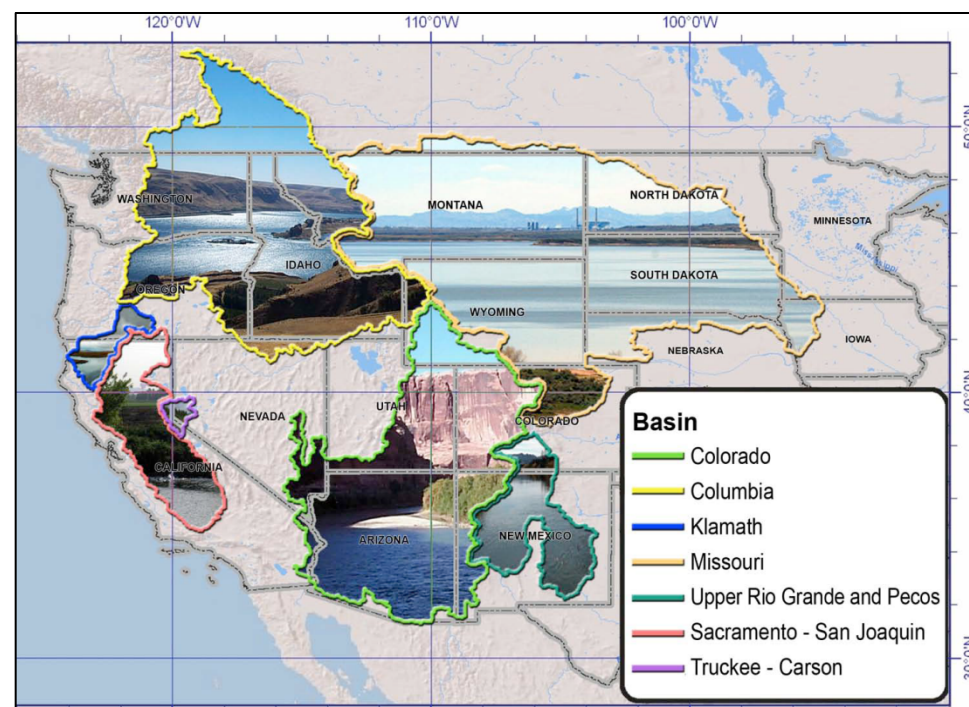 120°0'W
110°0'W
100°0'W
50°0'N
WASHINGTON
MONTANA
NORTH DAKOTA
MINNESOTA
Mississippi
IDAHO
OREGON
SOUTH DAKOTA
WYOMING
IOWA
NEBRASKA
40°0'N
NEVADA
UTAH
COLORADO
CALIFORNIA
ARIZONA
NEW MEXICO
30°0'N
Basin
Colorado
Columbia
Klamath
Missouri
Upper Rio Grande and Pecos
Sacramento - San Joaquin
Truckee - Carson